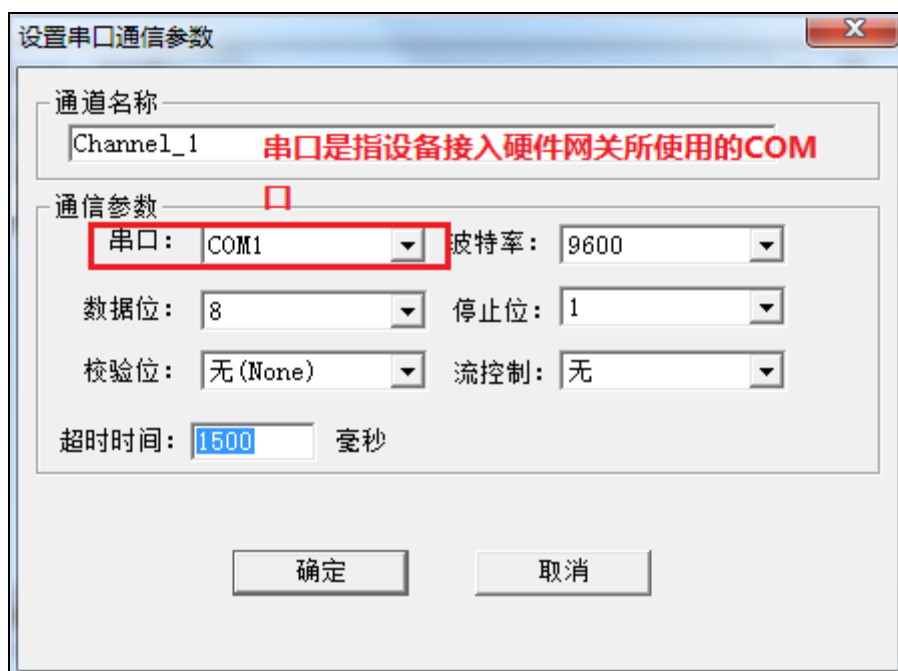 设置串口通信参数
通道名称
Channel_1
串口是指设备接入硬件网关所使用的COM
口
通信参数
串口: COM1 波特率: 9600
数据位: 8 停止位: 1
校验位: 无(None) 流控制: 无
超时时间: 1500 毫秒
确定 取消